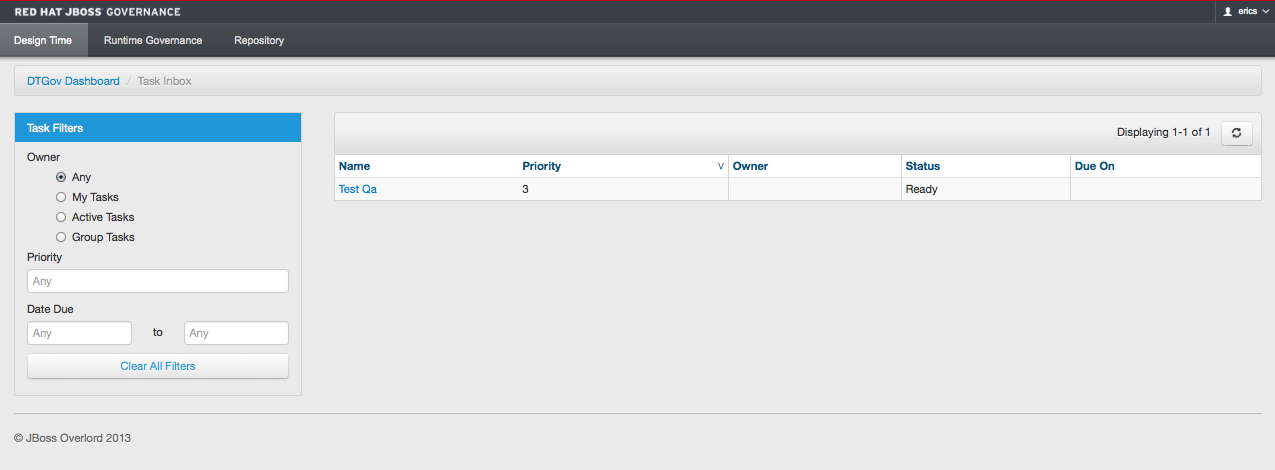 RED HAT JBOSS GOVERNANCE
erics
Design Time Runtime Governance Repository
DTGov Dashboard / Task Inbox
Task Filters
Owner
Any
My Tasks
Active Tasks
Group Tasks
Priority
Any
Date Due
Any to Any
Clear All Filters
Displaying 1-1 of 1
Name Priority Owner Status Due On
Test Qa 3 Ready
© JBoss Overlord 2013